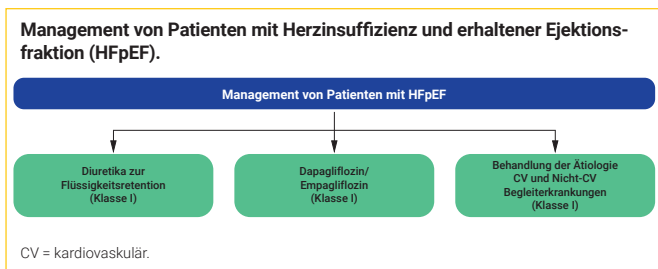 Management von Patienten mit Herzinsuffizienz und erhaltener Ejektions-
fraktion (HFpEF).
Management von Patienten mit HFpEF
Diuretika zur
Flüssigkeitsretention
(Klasse I)
Dapagliflozin/
Empagliflozin
(Klasse I)
Behandlung der Ätiologie
CV und Nicht-CV
Begleiterkrankungen
(Klasse I)
CV = kardiovaskulär.